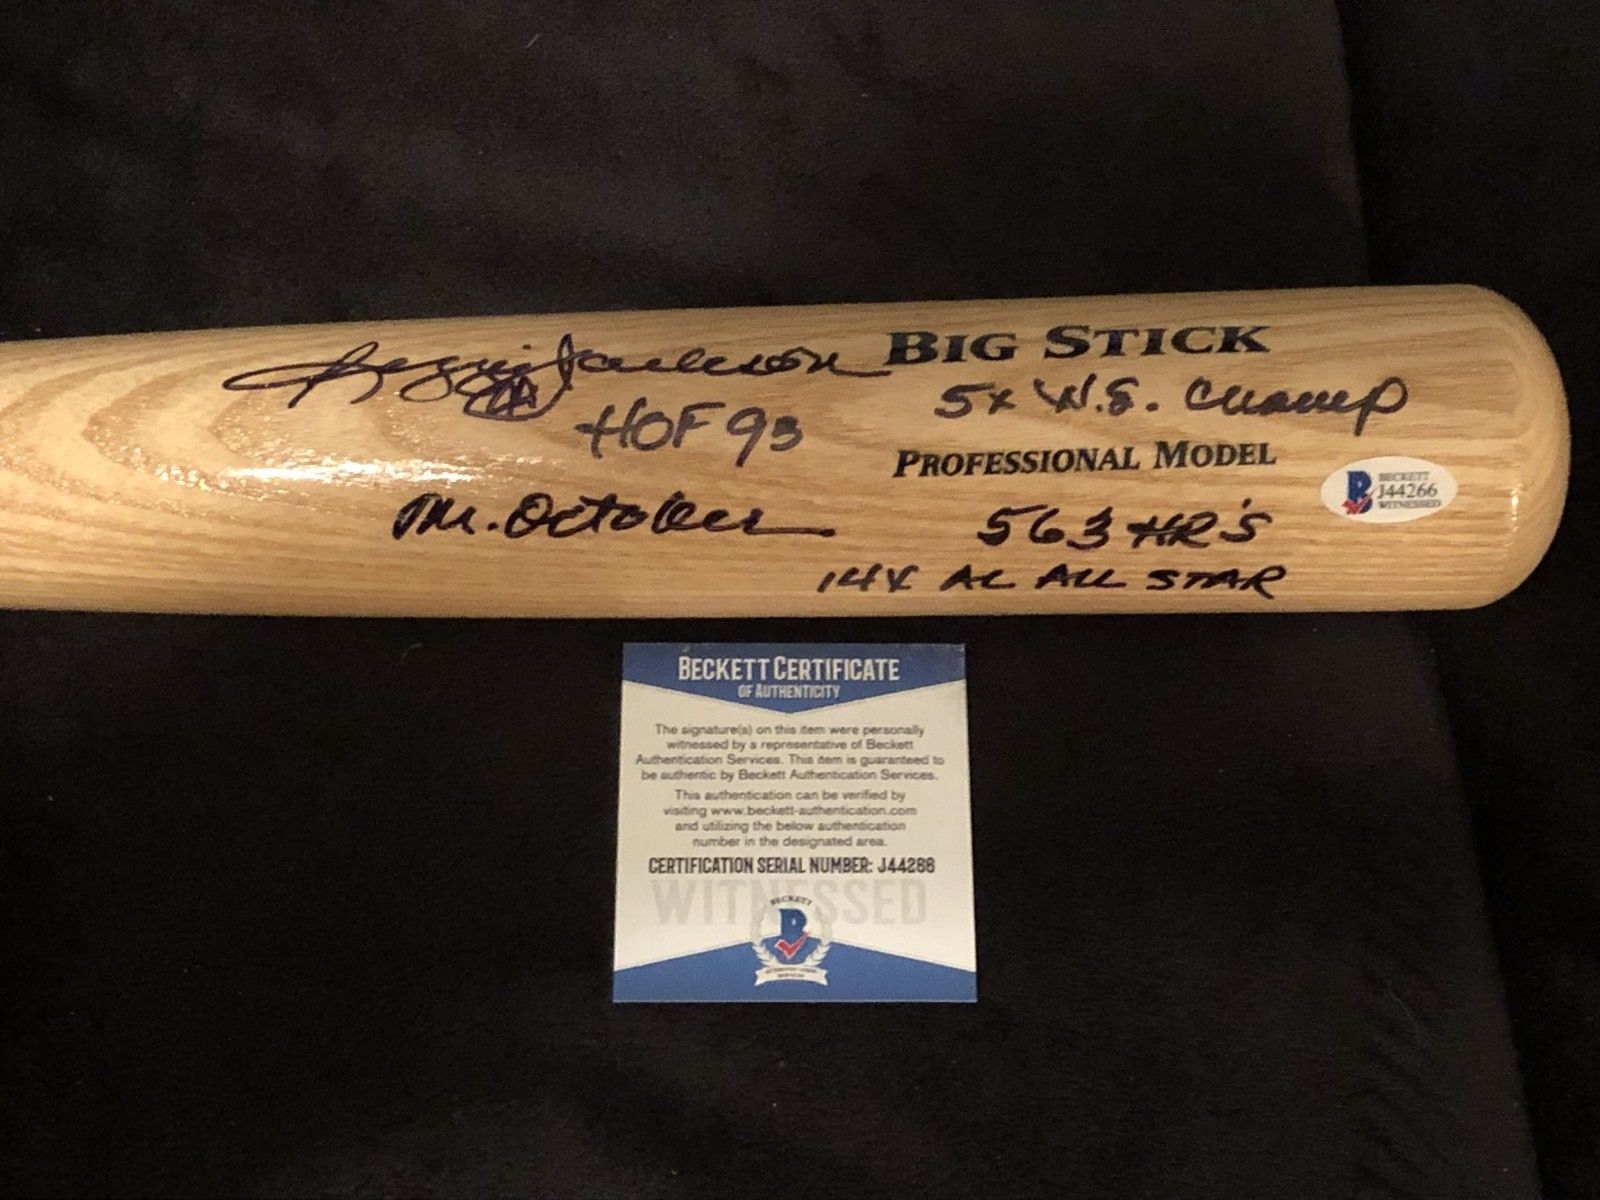 Reggie Jackson
HOF 93
Mr. October
BIG STICK
5x W.S. Champ
PROFESSIONAL MODEL
563 HR'S
14x AL ALL STAR
BECKETT
J44266
WITNESSED
BECKETT CERTIFICATE
OF AUTHENTICITY
The signature(s) on this item were personally
witnessed by a representative of Beckett
Authentication Services. This item is guaranteed to
be authentic by Beckett Authentication Services.
This authentication can be verified by
visiting www.beckett-authentication.com
and utilizing the below authentication
number in the designated area.
CERTIFICATION SERIAL NUMBER: J44266
WITNESSED
BECKETT
AUTHENTICATION
SERVICES